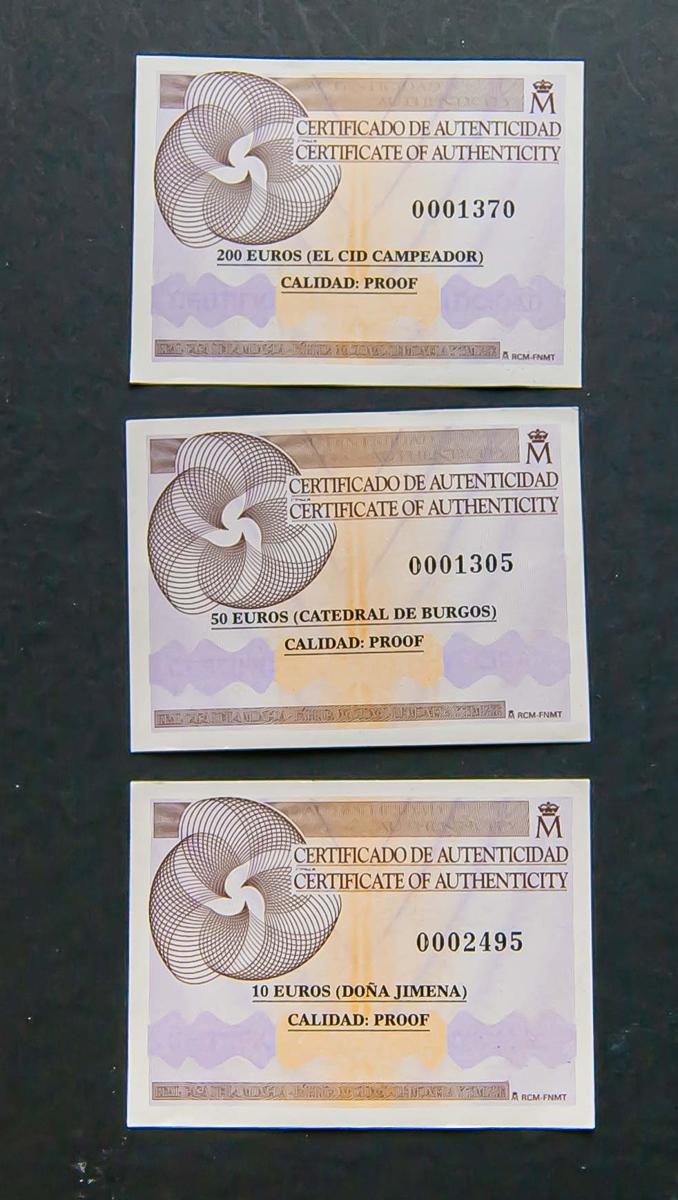 M
CERTIFICADO DE AUTENTICIDAD
CERTIFICATE OF AUTHENTICITY
0001370
200 EUROS (EL CID CAMPEADOR)
CALIDAD: PROOF
RCM-FNMT
M
CERTIFICADO DE AUTENTICIDAD
CERTIFICATE OF AUTHENTICITY
0001305
50 EUROS (CATEDRAL DE BURGOS)
CALIDAD: PROOF
RCM-FNMT
M
CERTIFICADO DE AUTENTICIDAD
CERTIFICATE OF AUTHENTICITY
0002495
10 EUROS (DOÑA JIMENA)
CALIDAD: PROOF
RCM-FNMT